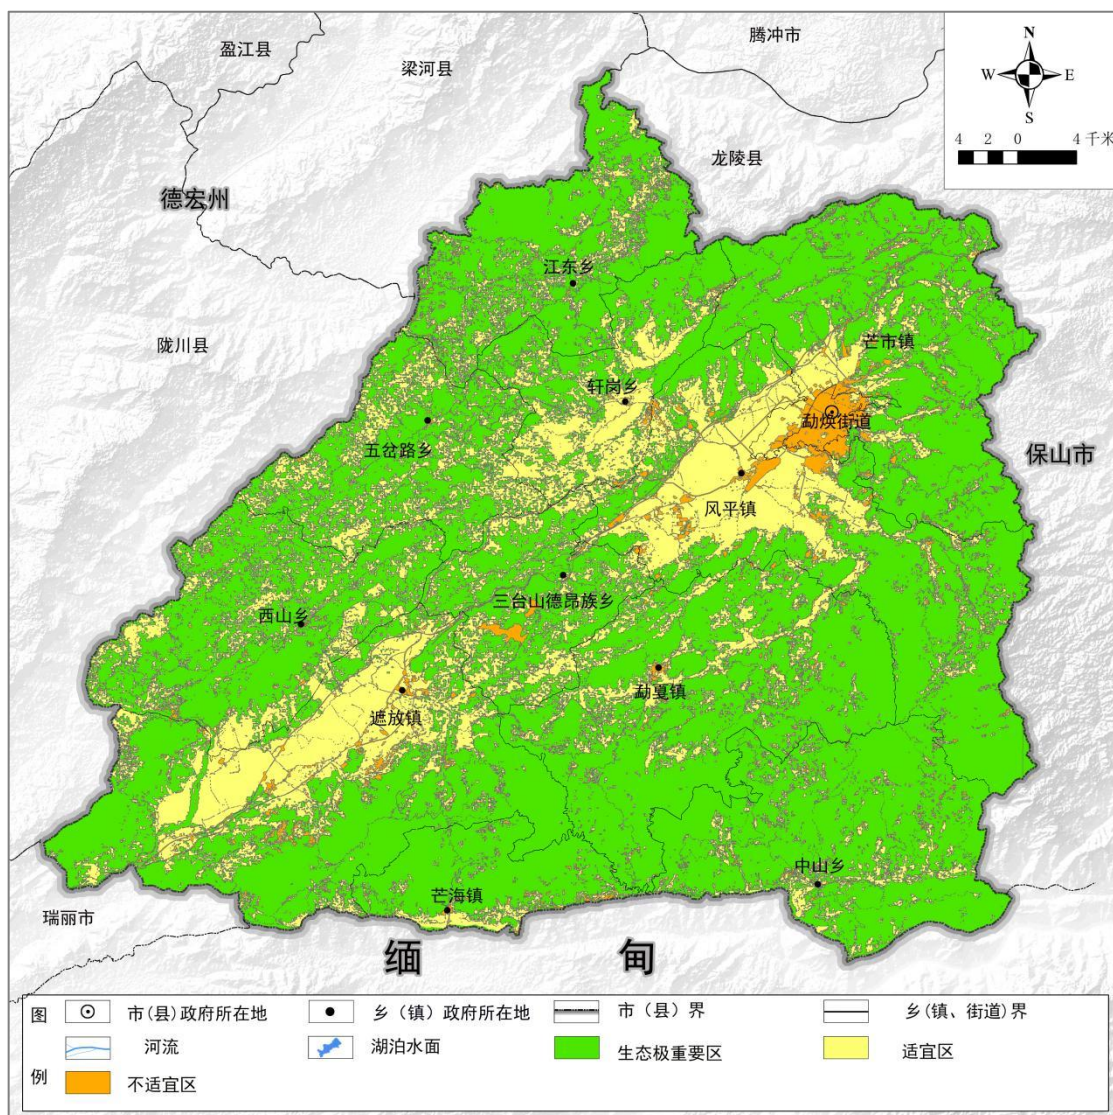 腾冲市
盈江县
梁河县
N
W
E
S
4 2 0 4 千米
龙陵县
德宏州
江东乡
陇川县
芒市镇
轩岗乡
勐焕街道
五岔路乡
保山市
风平镇
三台山德昂族乡
西山乡
勐戛镇
遮放镇
中山乡
芒海镇
瑞丽市
缅 甸
图 例
市(县)政府所在地
乡（镇）政府所在地
市（县）界
乡(镇、街道)界
河流
湖泊水面
生态极重要区
适宜区
不适宜区